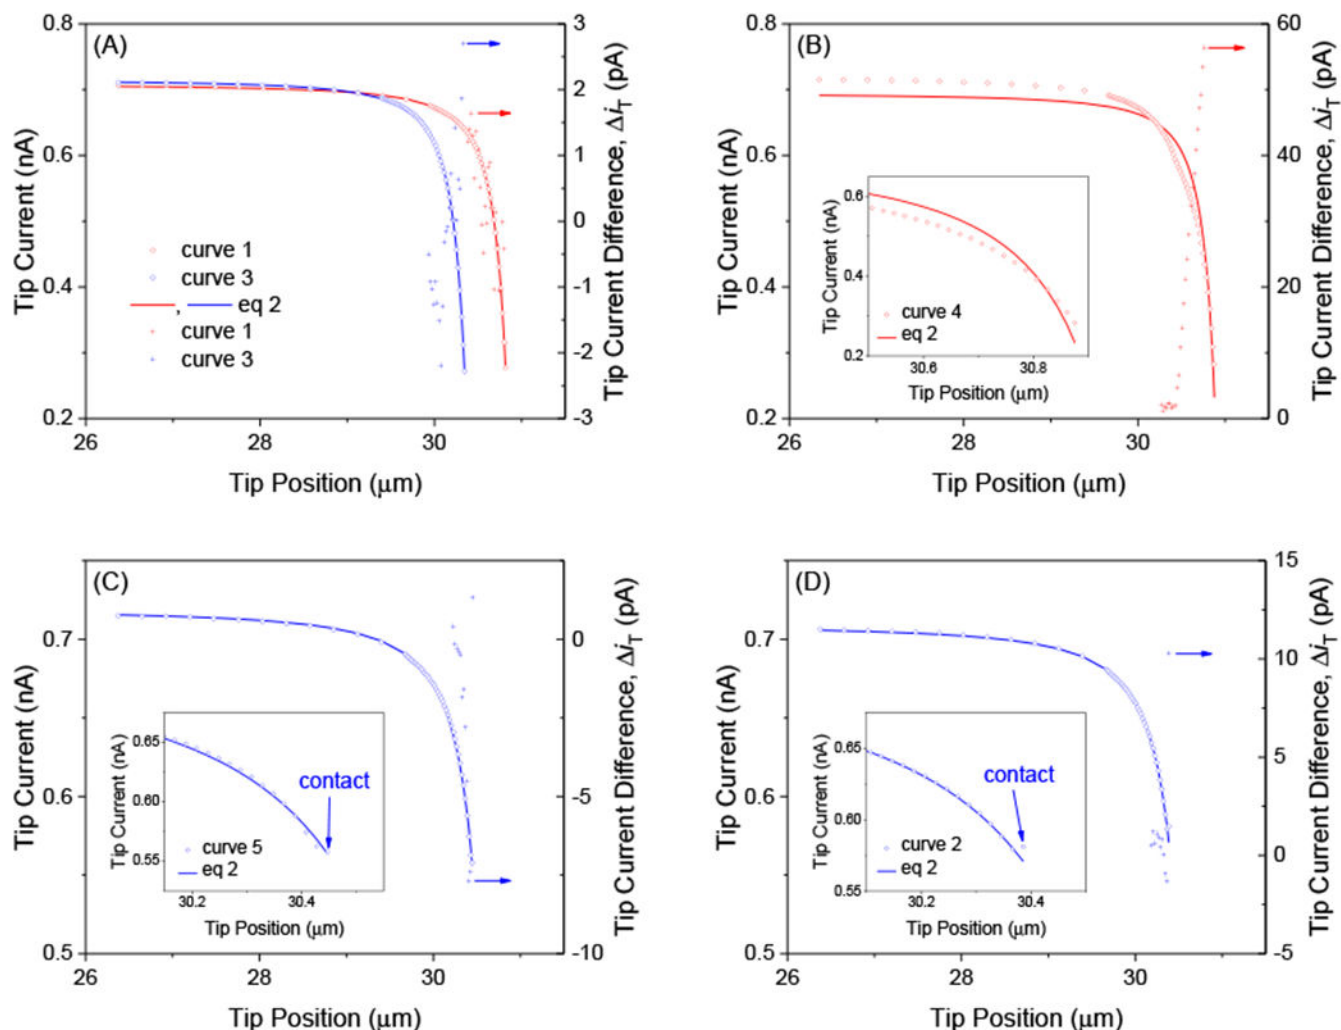 (A)
0.8
0.6
0.4
0.2
Tip Current (nA)
curve 1
curve 3
, eq 2
curve 1
curve 3
3
2
1
0
-1
-2
-3
Tip Current Difference, ΔiT (pA)
26 28 30
Tip Position (μm)
(B)
0.8
0.6
0.4
0.2
Tip Current (nA)
0.6
0.4
0.2
Tip Current (nA)
curve 4
eq 2
30.6 30.8
Tip Position (μm)
60
40
20
0
Tip Current Difference, ΔiT (pA)
26 28 30
Tip Position (μm)
(C)
0.7
0.6
0.5
Tip Current (nA)
0.65
0.60
0.55
Tip Current (nA)
contact
curve 5
eq 2
30.2 30.4
Tip Position (μm)
0
-5
-10
Tip Current Difference, ΔiT (pA)
26 28 30
Tip Position (μm)
(D)
0.7
0.6
0.5
Tip Current (nA)
0.65
0.60
0.55
Tip Current (nA)
contact
curve 2
eq 2
30.2 30.4
Tip Position (μm)
15
10
5
0
-5
Tip Current Difference, ΔiT (pA)
26 28 30
Tip Position (μm)